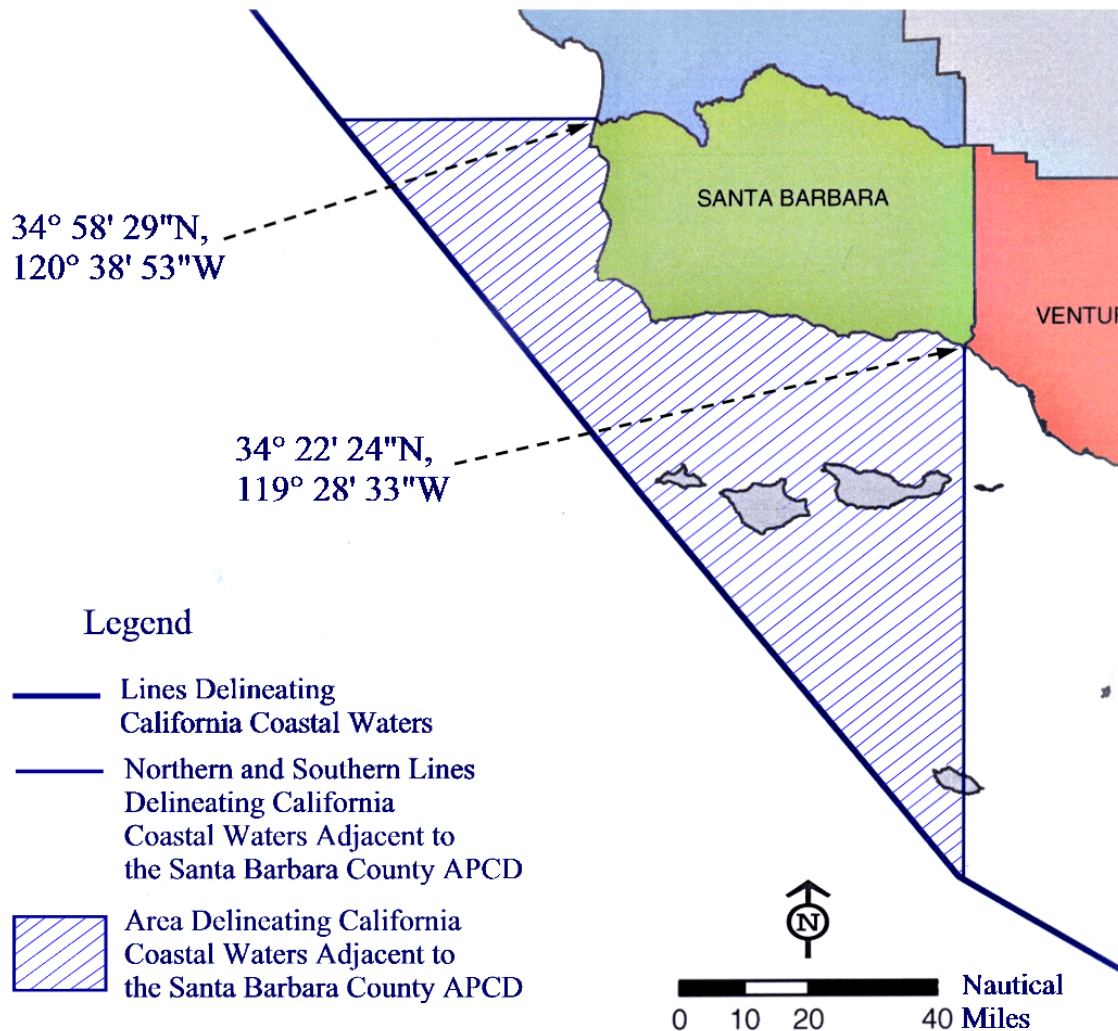 SANTA BARBARA
34° 58' 29"N,
120° 38' 53"W
VENTUR
34° 22' 24"N,
119° 28' 33"W
Legend
Lines Delineating
California Coastal Waters
Northern and Southern Lines
Delineating California
Coastal Waters Adjacent to
the Santa Barbara County APCD
Area Delineating California
Coastal Waters Adjacent to
the Santa Barbara County APCD
N
0 10 20 40 Nautical
Miles